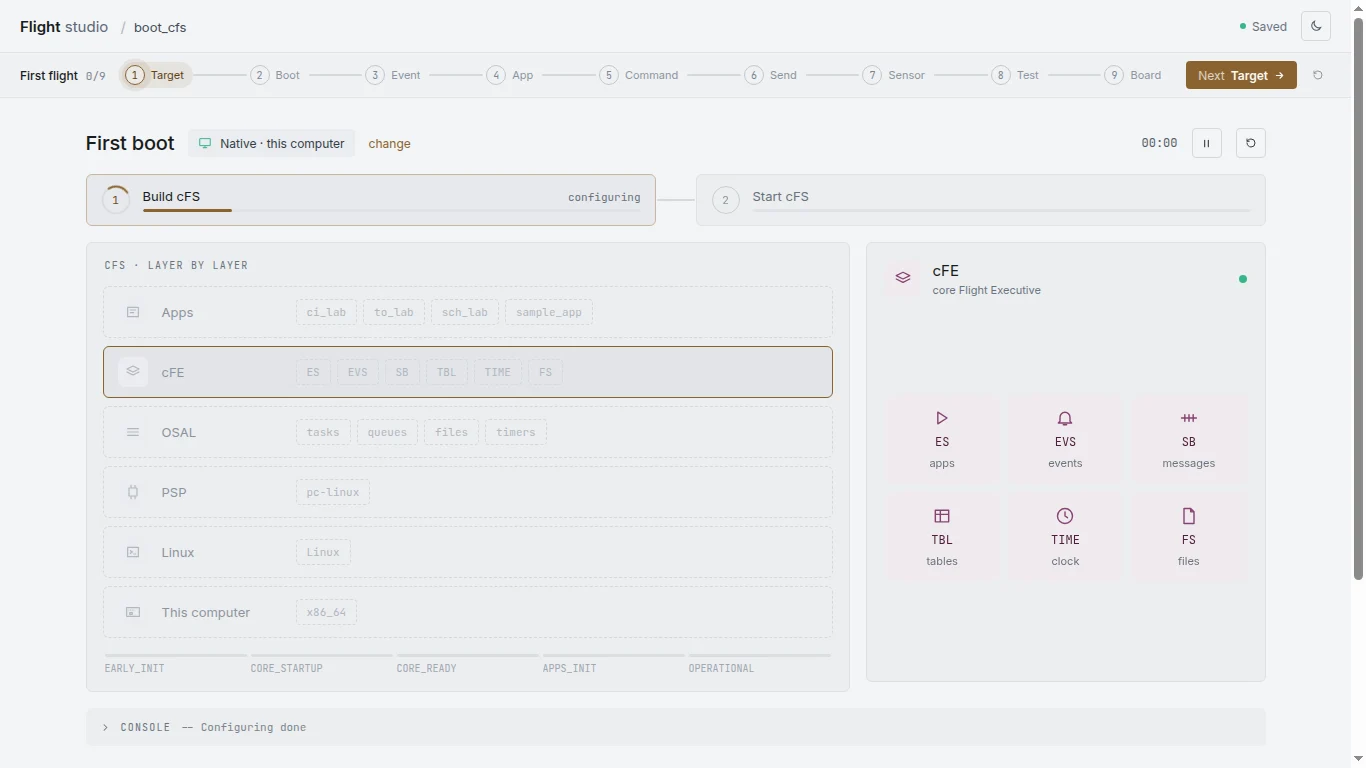 Flight studio / boot_cfs
Saved
First flight 0/9
1 Target
2 Boot
3 Event
4 App
5 Command
6 Send
7 Sensor
8 Test
9 Board
Next Target →
First boot
Native · this computer
change
00:00
1 Build cFS configuring
2 Start cFS
CFS · LAYER BY LAYER
Apps ci_lab to_lab sch_lab sample_app
cFE ES EVS SB TBL TIME FS
OSAL tasks queues files timers
PSP pc-linux
Linux Linux
This computer x86_64
EARLY_INIT CORE_STARTUP CORE_READY APPS_INIT OPERATIONAL
cFE
core Flight Executive
ES
apps
EVS
events
SB
messages
TBL
tables
TIME
clock
FS
files
CONSOLE -- Configuring done